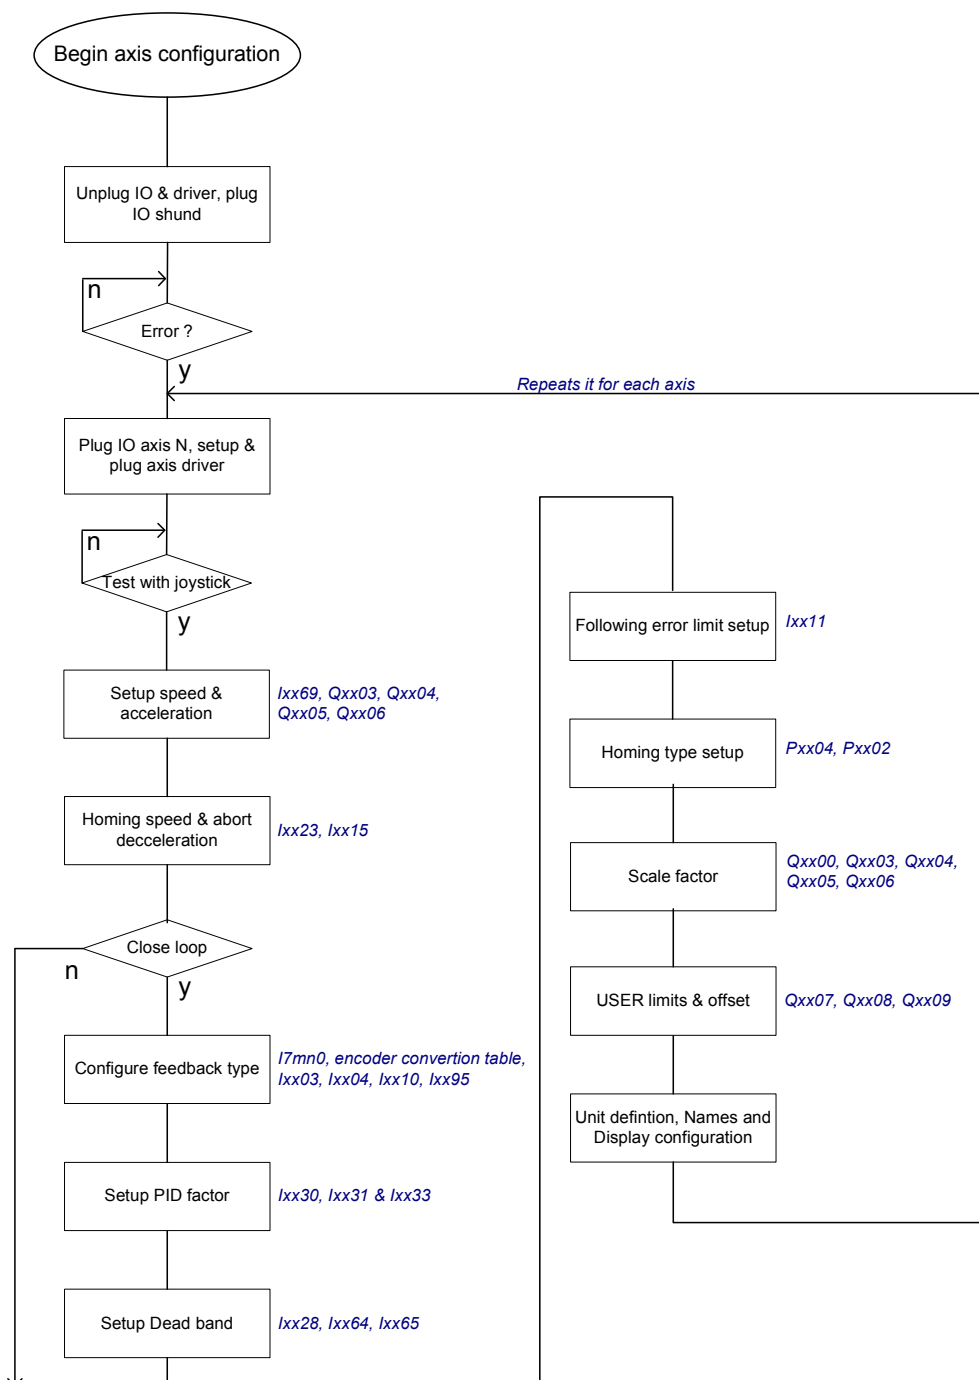 Begin axis configuration
Unplug IO & driver, plug
IO shund
n
Error ?
y
Repeats it for each axis
Plug IO axis N, setup &
plug axis driver
n
Test with joystick
y
Setup speed &
acceleration
Ixx69, Qxx03, Qxx04,
Qxx05, Qxx06
Homing speed & abort
decceleration
Ixx23, Ixx15
Close loop
n
y
Configure feedback type
I7mn0, encoder convertion table,
Ixx03, Ixx04, Ixx10, Ixx95
Setup PID factor
Ixx30, Ixx31 & Ixx33
Setup Dead band
Ixx28, Ixx64, Ixx65
Following error limit setup
Ixx11
Homing type setup
Pxx04, Pxx02
Scale factor
Qxx00, Qxx03, Qxx04,
Qxx05, Qxx06
USER limits & offset
Qxx07, Qxx08, Qxx09
Unit defintion, Names and
Display configuration